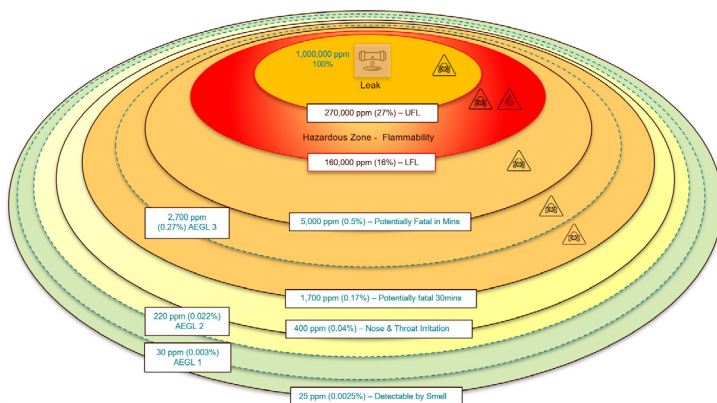 1,000,000 ppm
100%
Leak
270,000 ppm (27%) – UFL
Hazardous Zone - Flammability
160,000 ppm (16%) – LFL
2,700 ppm
(0.27%) AEGL 3
5,000 ppm (0.5%) – Potentially Fatal in Mins
1,700 ppm (0.17%) – Potentially fatal 30mins
220 ppm (0.022%)
AEGL 2
400 ppm (0.04%) – Nose & Throat Irritation
30 ppm (0.003%)
AEGL 1
25 ppm (0.0025%) – Detectable by Smell